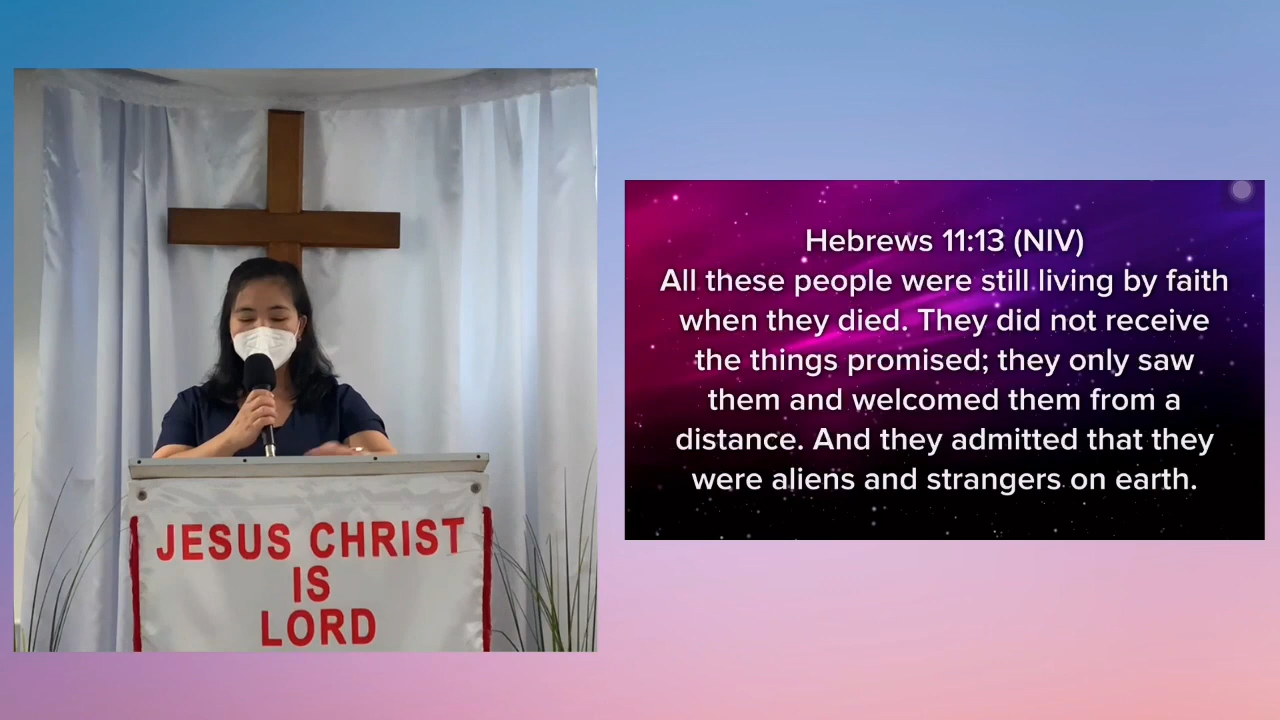 JESUS CHRIST
IS
LORD
Hebrews 11:13 (NIV)
All these people were still living by faith
when they died. They did not receive
the things promised; they only saw
them and welcomed them from a
distance. And they admitted that they
were aliens and strangers on earth.